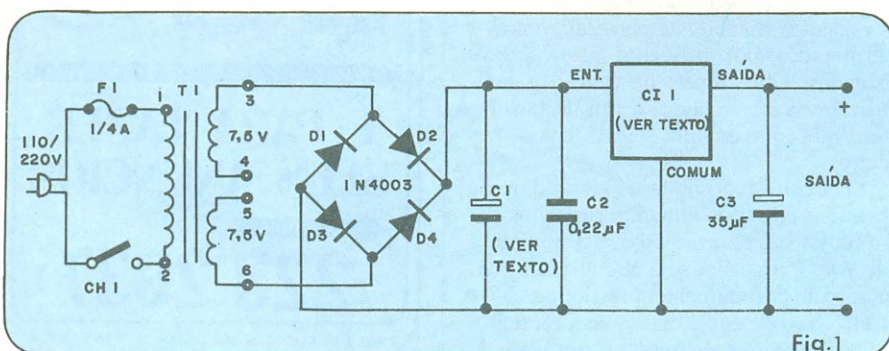 F1
1/4A
110/
220V
CH1
1
T1
2
3
7,5V
4
5
7,5V
6
D1
D2
1N4003
D3
D4
C1
(VER
TEXTO)
C2
0,22µF
ENT.
CI 1
(VER TEXTO)
SAÍDA
COMUM
C3
35µF
+
SAÍDA
−
Fig.1